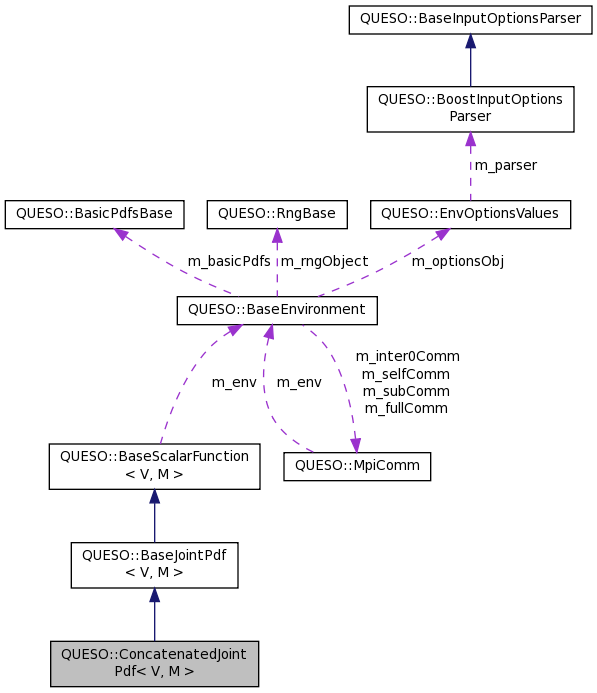 QUESO::BaseInputOptionsParser
QUESO::BoostInputOptions
Parser
m_parser
QUESO::BasicPdfsBase
QUESO::RngBase
QUESO::EnvOptionsValues
m_basicPdfs
m_rngObject
m_optionsObj
QUESO::BaseEnvironment
m_env
m_env
m_inter0Comm
m_selfComm
m_subComm
m_fullComm
QUESO::BaseScalarFunction
< V, M >
QUESO::MpiComm
QUESO::BaseJointPdf
< V, M >
QUESO::ConcatenatedJoint
Pdf< V, M >